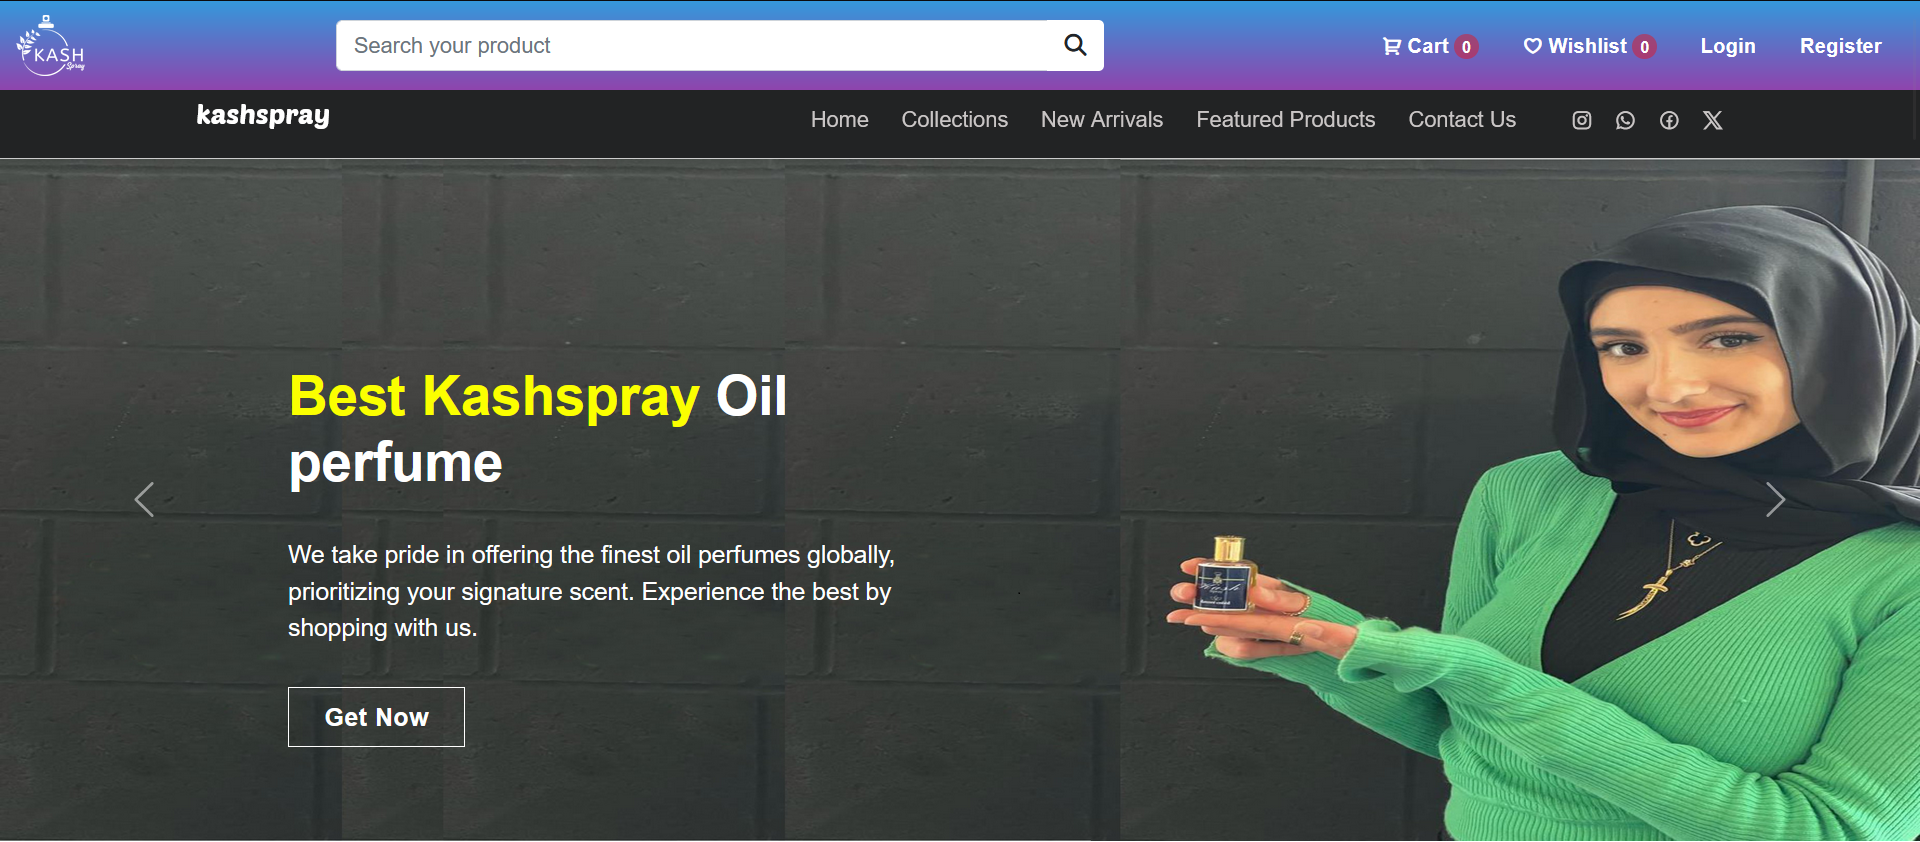 KASH
Spray
Search your product
Cart 0
Wishlist 0
Login
Register
kashspray
Home
Collections
New Arrivals
Featured Products
Contact Us
Best Kashspray Oil
perfume
We take pride in offering the finest oil perfumes globally,
prioritizing your signature scent. Experience the best by
shopping with us.
Get Now